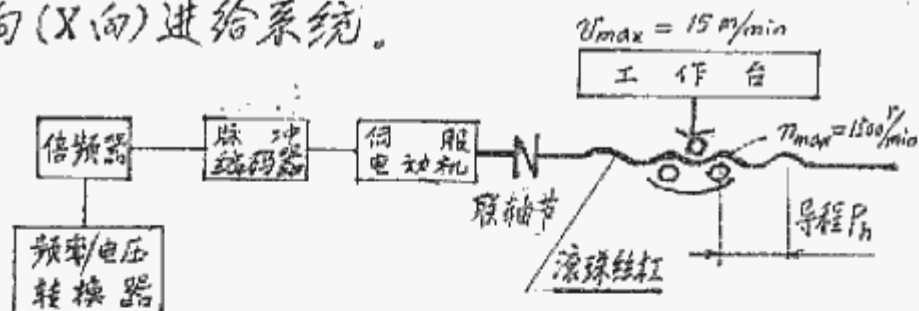 向(X向)进给系统。
vmax = 15 m/min
工作台
倍频器
脉冲
编码器
伺服
电动机
nmax=1500 r/min
联轴节
导程Ph
滚珠丝杠
频率/电压
转换器